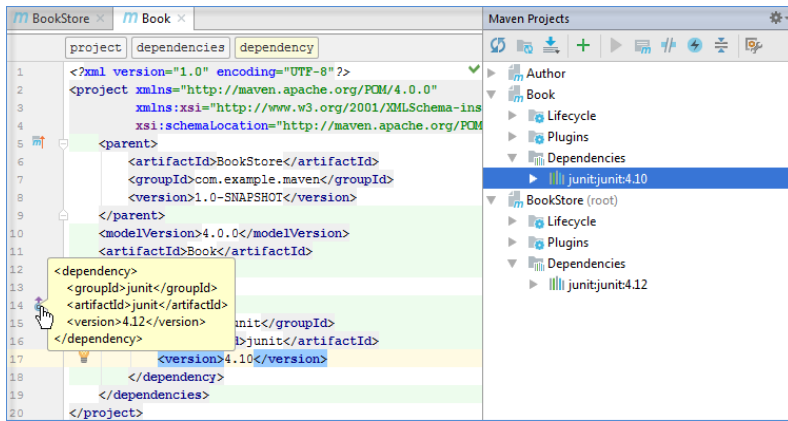 BookStore
Book
Maven Projects
project dependencies dependency
1 <?xml version="1.0" encoding="UTF-8"?>
2 <project xmlns="http://maven.apache.org/POM/4.0.0"
3 xmlns:xsi="http://www.w3.org/2001/XMLSchema-ins
4 xsi:schemaLocation="http://maven.apache.org/POM
5 <parent>
6 <artifactId>BookStore</artifactId>
7 <groupId>com.example.maven</groupId>
8 <version>1.0-SNAPSHOT</version>
9 </parent>
10 <modelVersion>4.0.0</modelVersion>
11 <artifactId>Book</artifactId>
12
13
14
15 unit</groupId>
16 d>junit</artifactId>
17 <version>4.10</version>
18 </dependency>
19 </dependencies>
20 </project>
<dependency>
<groupId>junit</groupId>
<artifactId>junit</artifactId>
<version>4.12</version>
</dependency>
Author
Book
Lifecycle
Plugins
Dependencies
junit:junit:4.10
BookStore (root)
Lifecycle
Plugins
Dependencies
junit:junit:4.12